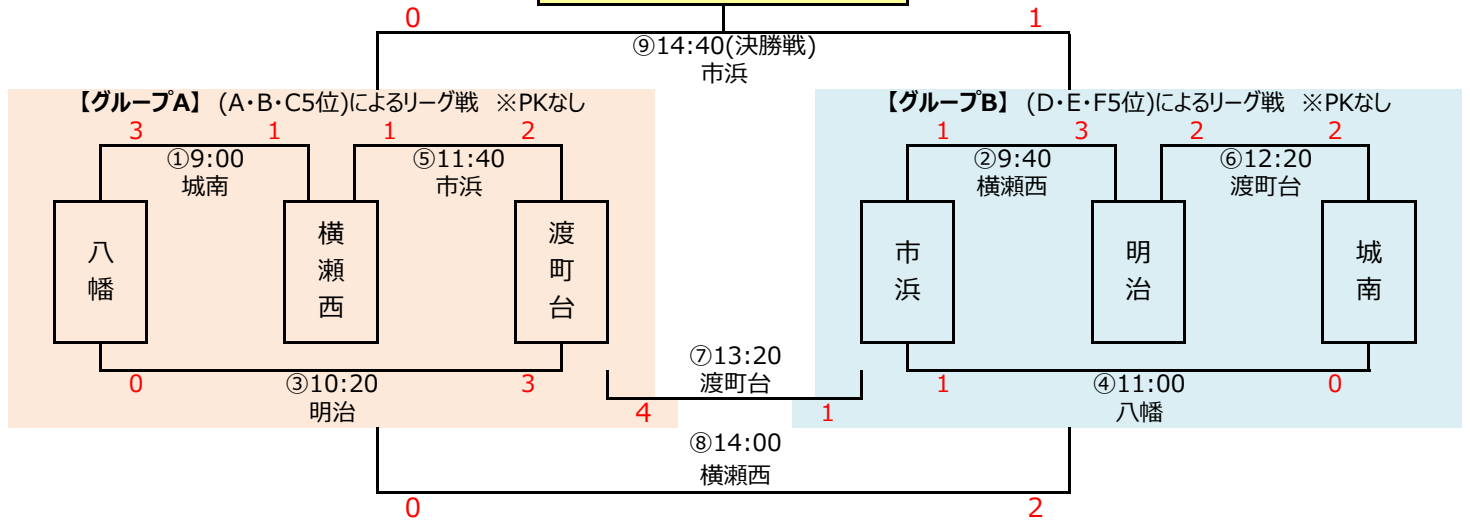 0 1
⑨14:40(決勝戦)
市浜
【グループA】 (A・B・C5位)によるリーグ戦 ※PKなし
3 1 1 2
①9:00 ⑤11:40
城南 市浜
八幡 横瀬西 渡町台
0 ③10:20 3
明治
【グループB】 (D・E・F5位)によるリーグ戦 ※PKなし
1 3 2 2
②9:40 ⑥12:20
横瀬西 渡町台
市浜 明治 城南
1 ④11:00 0
八幡
⑦13:20
渡町台
4 1
⑧14:00
横瀬西
0 2